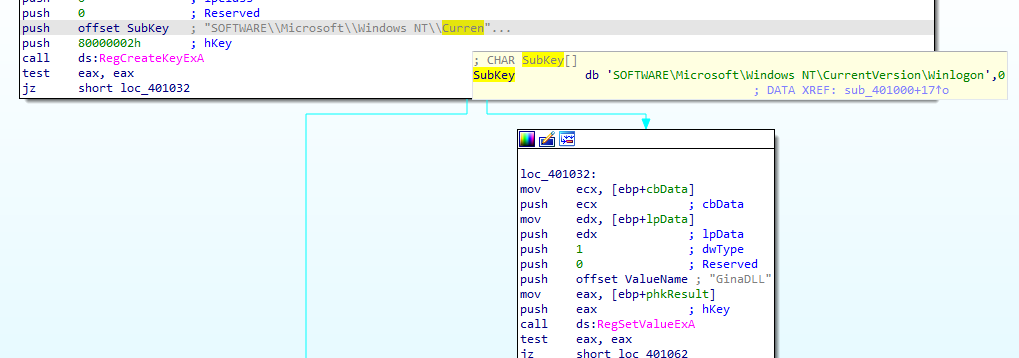 push    0               ; lpClass
push    0               ; Reserved
push    offset SubKey   ; "SOFTWARE\\Microsoft\\Windows NT\\Curren"...
push    80000002h       ; hKey
call    ds:RegCreateKeyExA
test    eax, eax
jz      short loc_401032
; CHAR SubKey[]
SubKey          db 'SOFTWARE\Microsoft\Windows NT\CurrentVersion\Winlogon',0
; DATA XREF: sub_401000+17↑o
loc_401032:
mov     ecx, [ebp+cbData]
push    ecx             ; cbData
mov     edx, [ebp+lpData]
push    edx             ; lpData
push    1               ; dwType
push    0               ; Reserved
push    offset ValueName ; "GinaDLL"
mov     eax, [ebp+phkResult]
push    eax             ; hKey
call    ds:RegSetValueExA
test    eax, eax
jz      short loc_401062